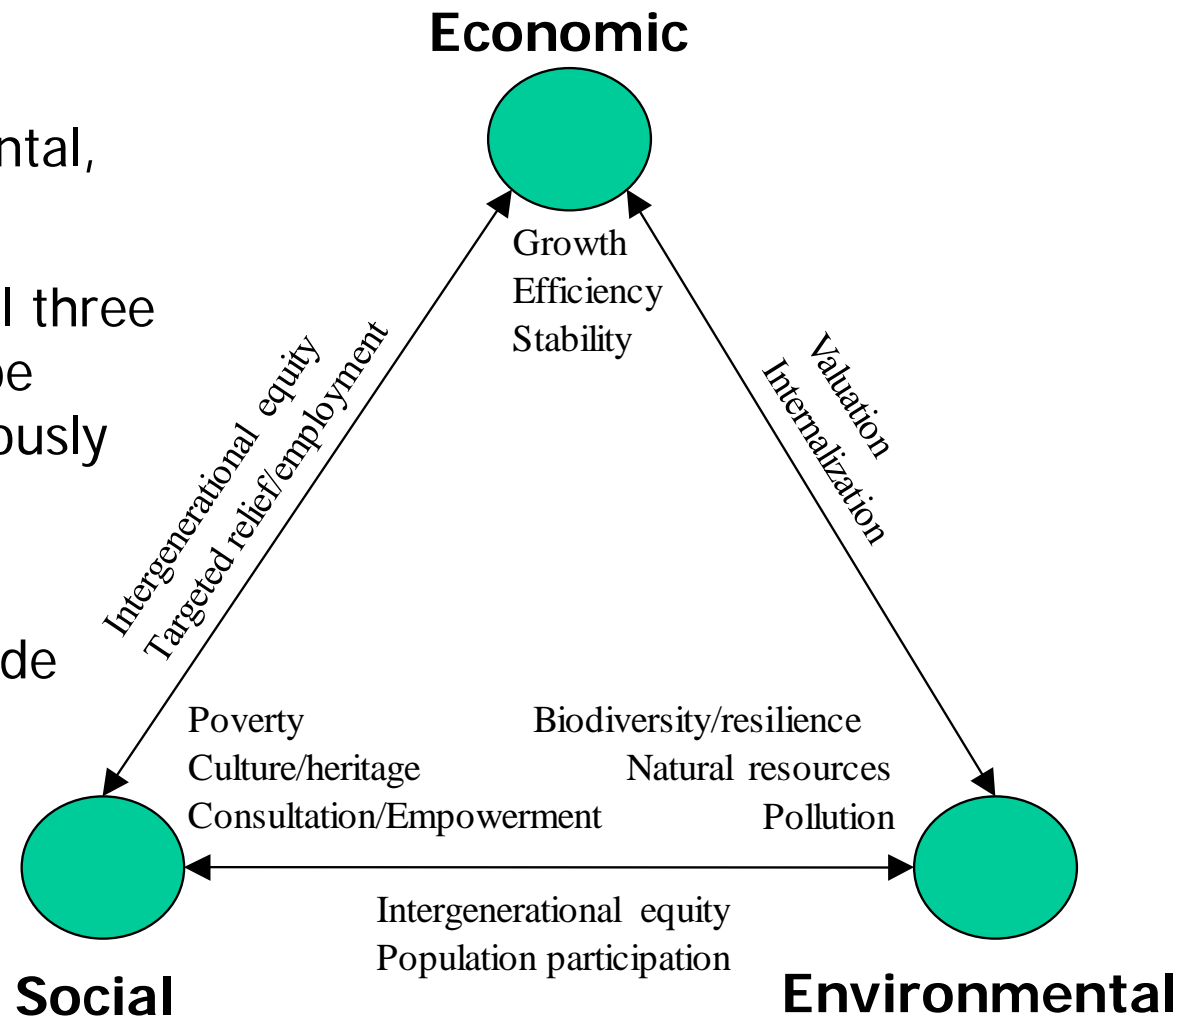 Economic
ntal,
l three
be
ously
de
Growth
Efficiency
Stability
Intergenerational equity
Targeted relief/employment
Valuation
Internalization
Poverty
Culture/heritage
Consultation/Empowerment
Biodiversity/resilience
Natural resources
Pollution
Intergenerational equity
Population participation
Social
Environmental